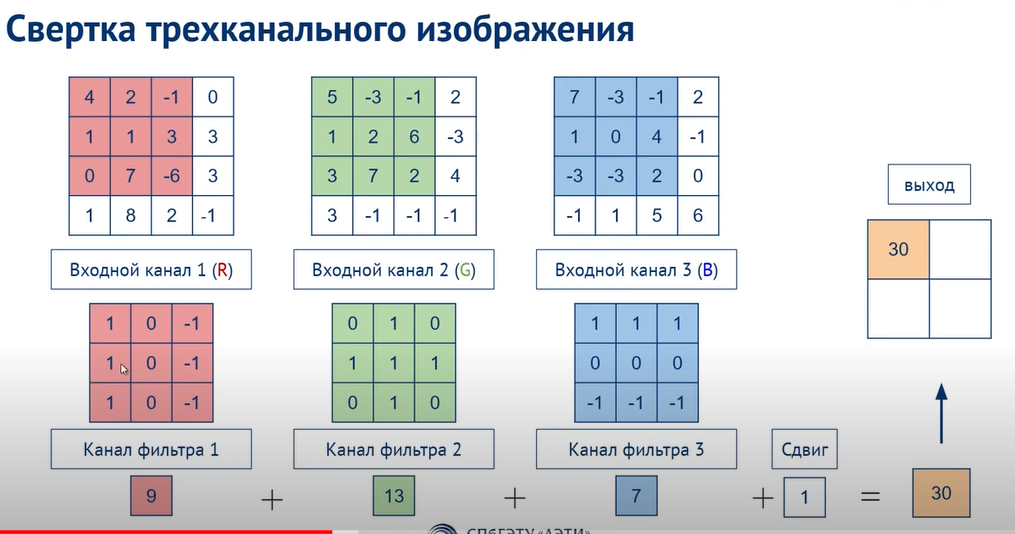 Свертка трехканального изображения
4 2 -1 0
1 1 3 3
0 7 -6 3
1 8 2 -1
5 -3 -1 2
1 2 6 -3
3 7 2 4
3 -1 -1 -1
7 -3 -1 2
1 0 4 -1
-3 -3 2 0
-1 1 5 6
выход
30
Входной канал 1 (R)
Входной канал 2 (G)
Входной канал 3 (B)
1 0 -1
1 0 -1
1 0 -1
0 1 0
1 1 1
0 1 0
1 1 1
0 0 0
-1 -1 -1
Канал фильтра 1
Канал фильтра 2
Канал фильтра 3
Сдвиг
9 + 13 + 7 + 1 = 30
СПбГЭТУ «ЛЭТИ»